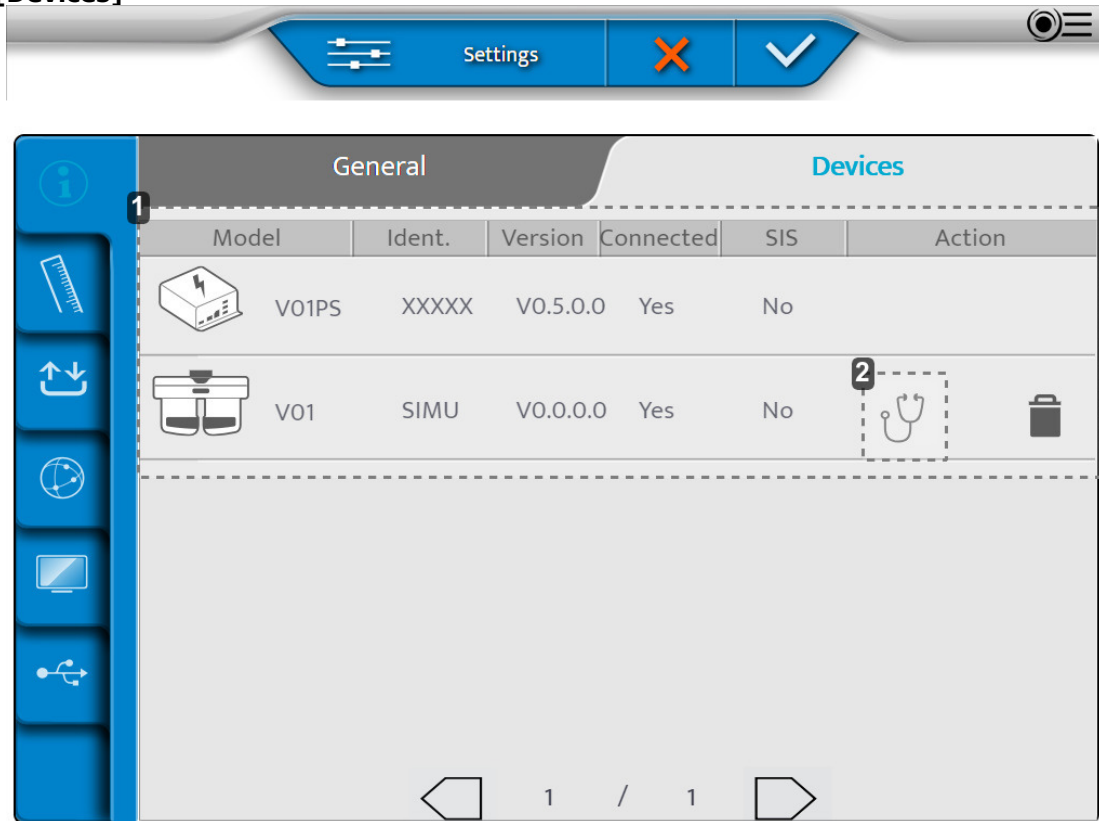 [Devices]
Settings
General Devices
1
Model Ident. Version Connected SIS Action
V01PS XXXXX V0.5.0.0 Yes No
2
V01 SIMU V0.0.0.0 Yes No
1 / 1